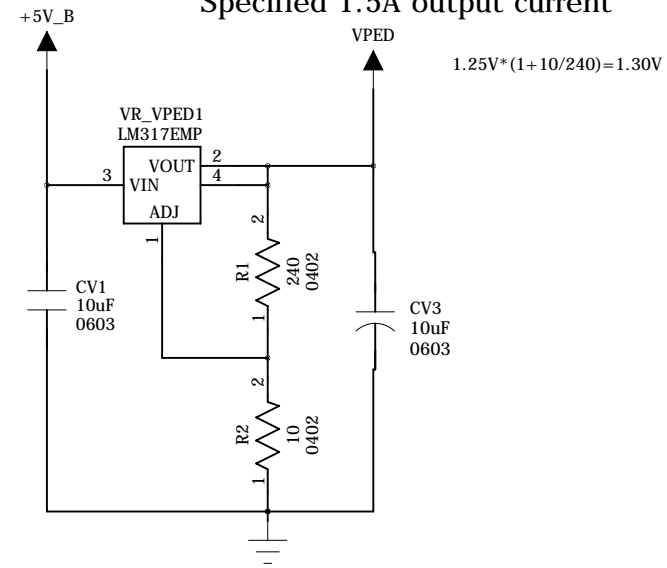 Specified 1.5A output current
+5V_B
VPED
1.25V*(1+10/240)=1.30V
VR_VPED1
LM317EMP
VOUT
2
3
VIN
4
ADJ
1
2
R1
240
0402
1
CV1
10uF
0603
CV3
10uF
0603
2
R2
10
0402
1